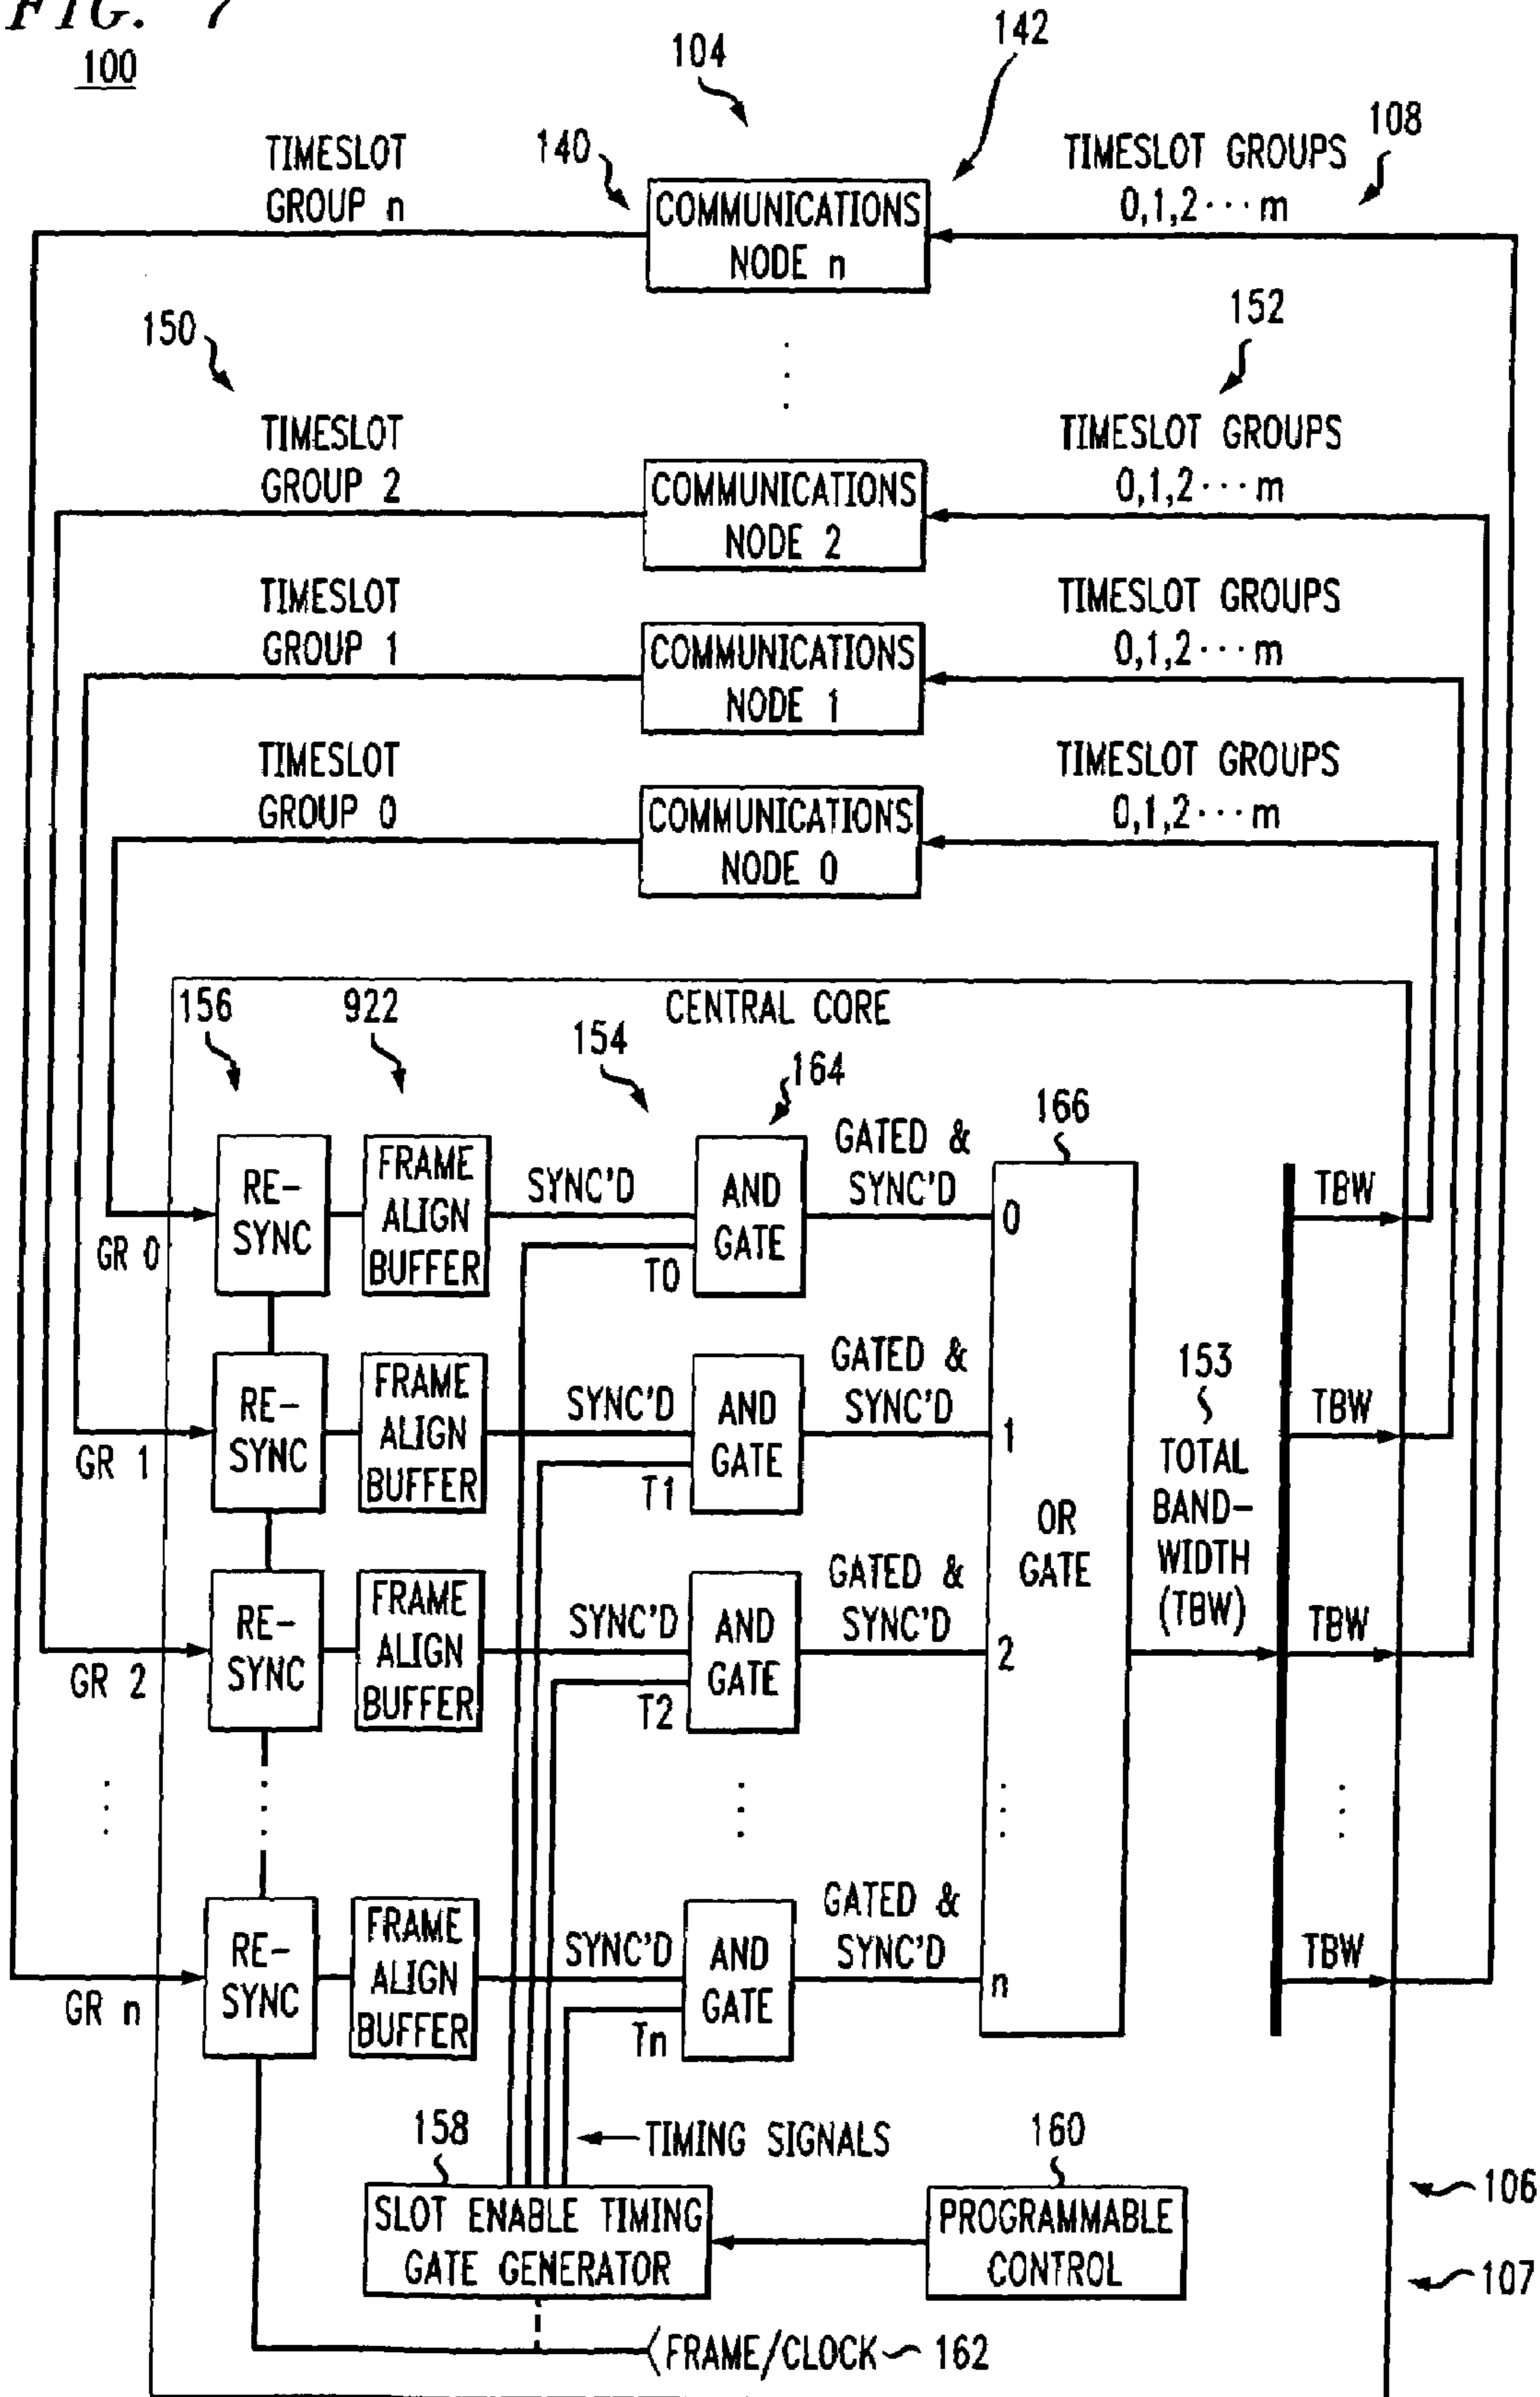 FIG. 7
100
104
142
140
108
TIMESLOT
GROUP n
COMMUNICATIONS
NODE n
TIMESLOT GROUPS
0,1,2···m
150
152
TIMESLOT
GROUP 2
COMMUNICATIONS
NODE 2
TIMESLOT GROUPS
0,1,2···m
TIMESLOT
GROUP 1
COMMUNICATIONS
NODE 1
TIMESLOT GROUPS
0,1,2···m
TIMESLOT
GROUP 0
COMMUNICATIONS
NODE 0
TIMESLOT GROUPS
0,1,2···m
CENTRAL CORE
156
922
154
164
166
GR 0
RE-
SYNC
FRAME
ALIGN
BUFFER
SYNC'D
T0
AND
GATE
GATED &
SYNC'D
0
TBW
GR 1
RE-
SYNC
FRAME
ALIGN
BUFFER
SYNC'D
T1
AND
GATE
GATED &
SYNC'D
1
TBW
OR
GATE
153
TOTAL
BAND-
WIDTH
(TBW)
GR 2
RE-
SYNC
FRAME
ALIGN
BUFFER
SYNC'D
T2
AND
GATE
GATED &
SYNC'D
2
TBW
GR n
RE-
SYNC
FRAME
ALIGN
BUFFER
SYNC'D
Tn
AND
GATE
GATED &
SYNC'D
n
TBW
TIMING SIGNALS
158
SLOT ENABLE TIMING
GATE GENERATOR
160
PROGRAMMABLE
CONTROL
106
107
FRAME/CLOCK
162